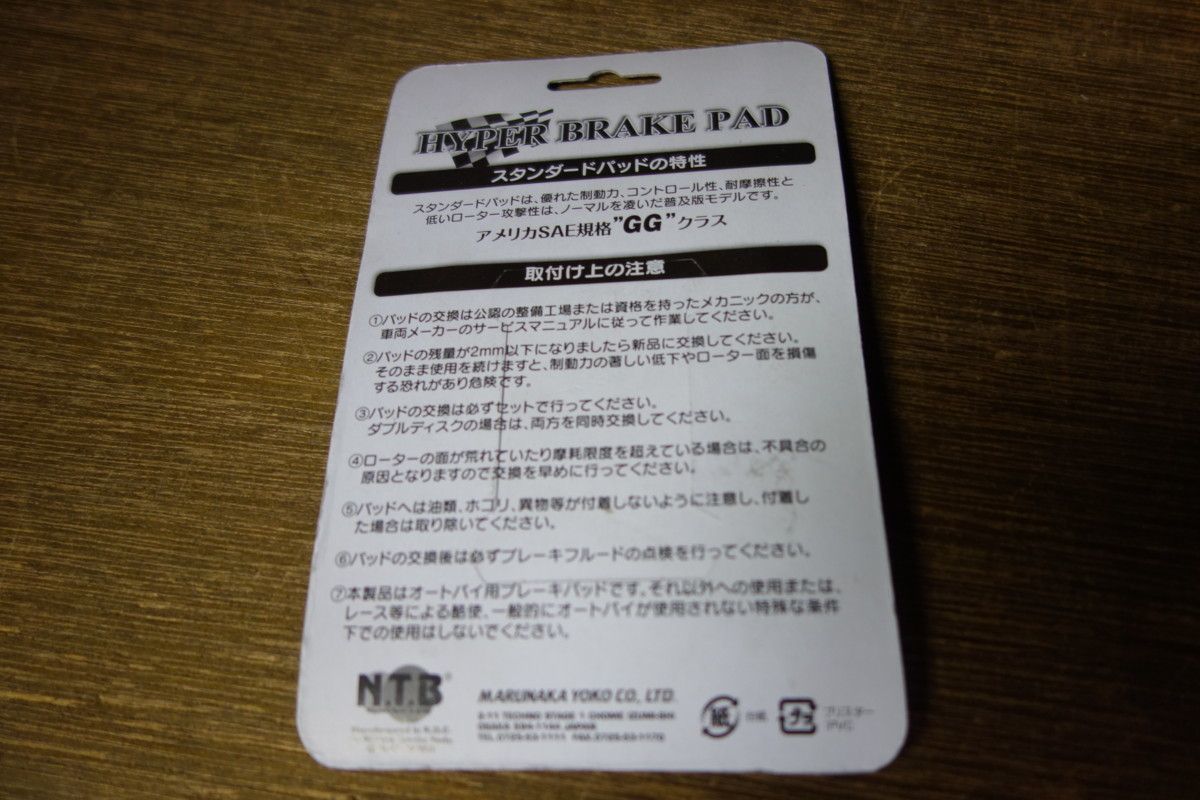 HYPER BRAKE PAD
スタンダードパッドの特性
スタンダードパッドは、優れた制動力、コントロール性、耐摩擦性と
低いローター攻撃性は、ノーマルを凌いだ普及版モデルです。
アメリカSAE規格"GG"クラス
取付け上の注意
①パッドの交換は公認の整備工場または資格を持ったメカニックの方が、
車両メーカーのサービスマニュアルに従って作業してください。
②パッドの残量が2mm以下になりましたら新品に交換してください。
そのまま使用を続けますと、制動力の著しい低下やローター面を損傷
する恐れがあり危険です。
③パッドの交換は必ずセットで行ってください。
ダブルディスクの場合は、両方を同時交換してください。
④ローターの面が荒れていたり摩耗限度を超えている場合は、不具合の
原因となりますので交換を早めに行ってください。
⑤パッドへは油類、ホコリ、異物等が付着しないように注意し、付着し
た場合は取り除いてください。
⑥パッドの交換後は必ずブレーキフルードの点検を行ってください。
⑦本製品はオートバイ用ブレーキパッドです。それ以外への使用または、
レース等による酷使、一般的にオートバイが使用されない特殊な条件
下での使用はしないでください。
N.T.B®
MARUNAKA YOKO CO., LTD.
紙 台紙
プラ ブリスター
(PVC)